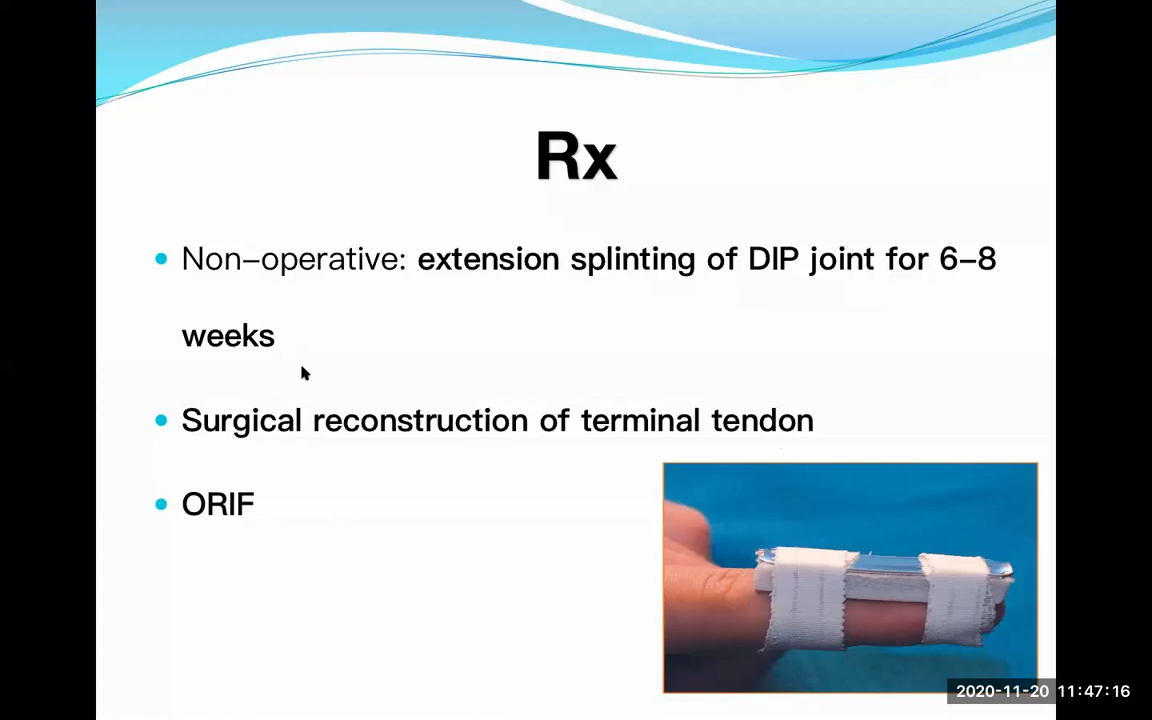 Rx
• Non-operative: extension splinting of DIP joint for 6-8
weeks
• Surgical reconstruction of terminal tendon
• ORIF
2020-11-20 11:47:16